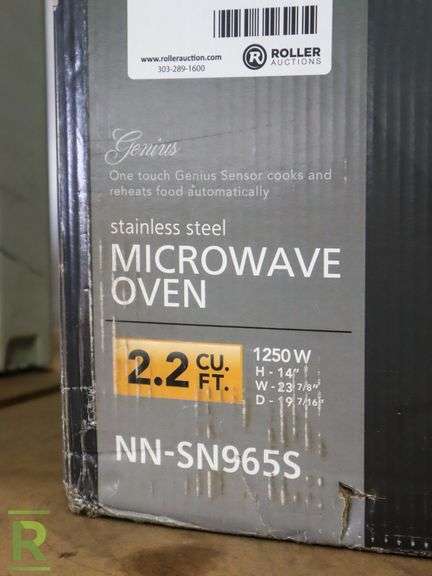 www.rollerauction.com
303-289-1600
R ROLLER
AUCTIONS
Genius
One touch Genius Sensor cooks and
reheats food automatically
stainless steel
MICROWAVE
OVEN
2.2 CU.
FT.
1250 W
H - 14"
W - 23 7/8"
D - 19 7/16"
NN-SN965S
R